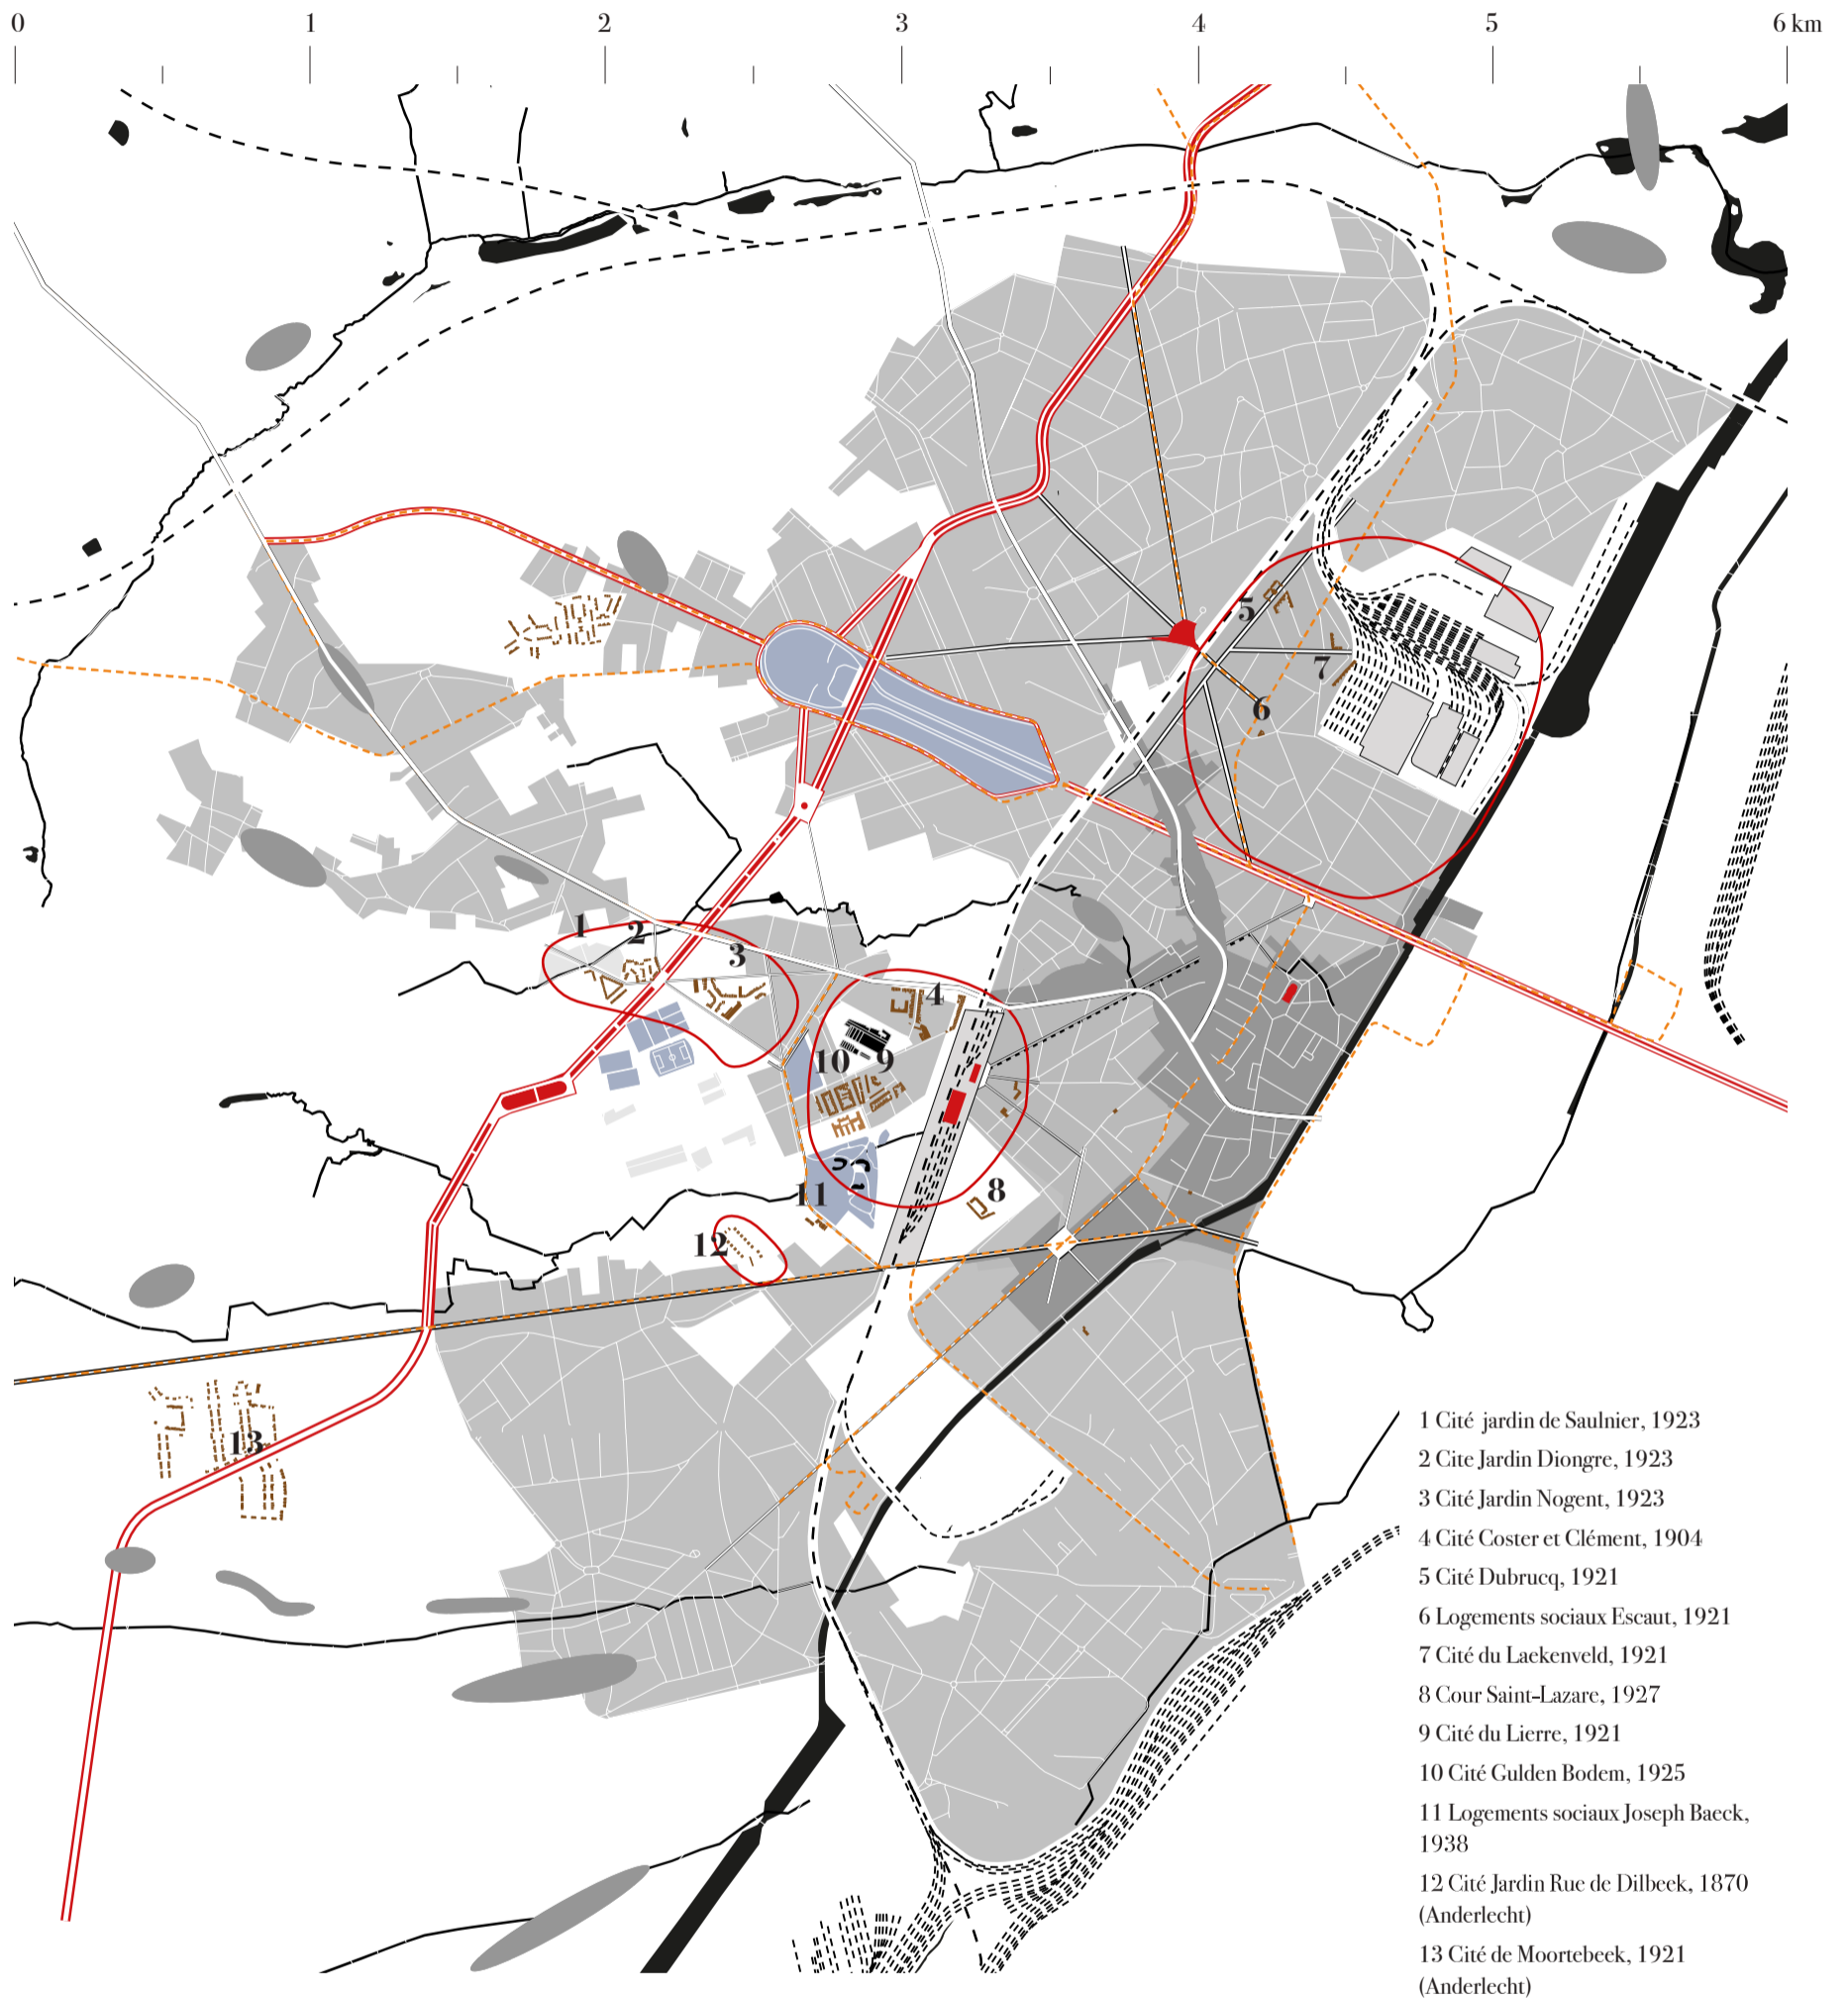 0 1 2 3 4 5 6 km
5
7
6
1
2
3
4
10
9
11
8
12
13
1 Cité jardin de Saulnier, 1923
2 Cite Jardin Diongre, 1923
3 Cité Jardin Nogent, 1923
4 Cité Coster et Clément, 1904
5 Cité Dubrucq, 1921
6 Logements sociaux Escaut, 1921
7 Cité du Laekenveld, 1921
8 Cour Saint-Lazare, 1927
9 Cité du Lierre, 1921
10 Cité Gulden Bodem, 1925
11 Logements sociaux Joseph Baeck,
1938
12 Cité Jardin Rue de Dilbeek, 1870
(Anderlecht)
13 Cité de Moortebeek, 1921
(Anderlecht)